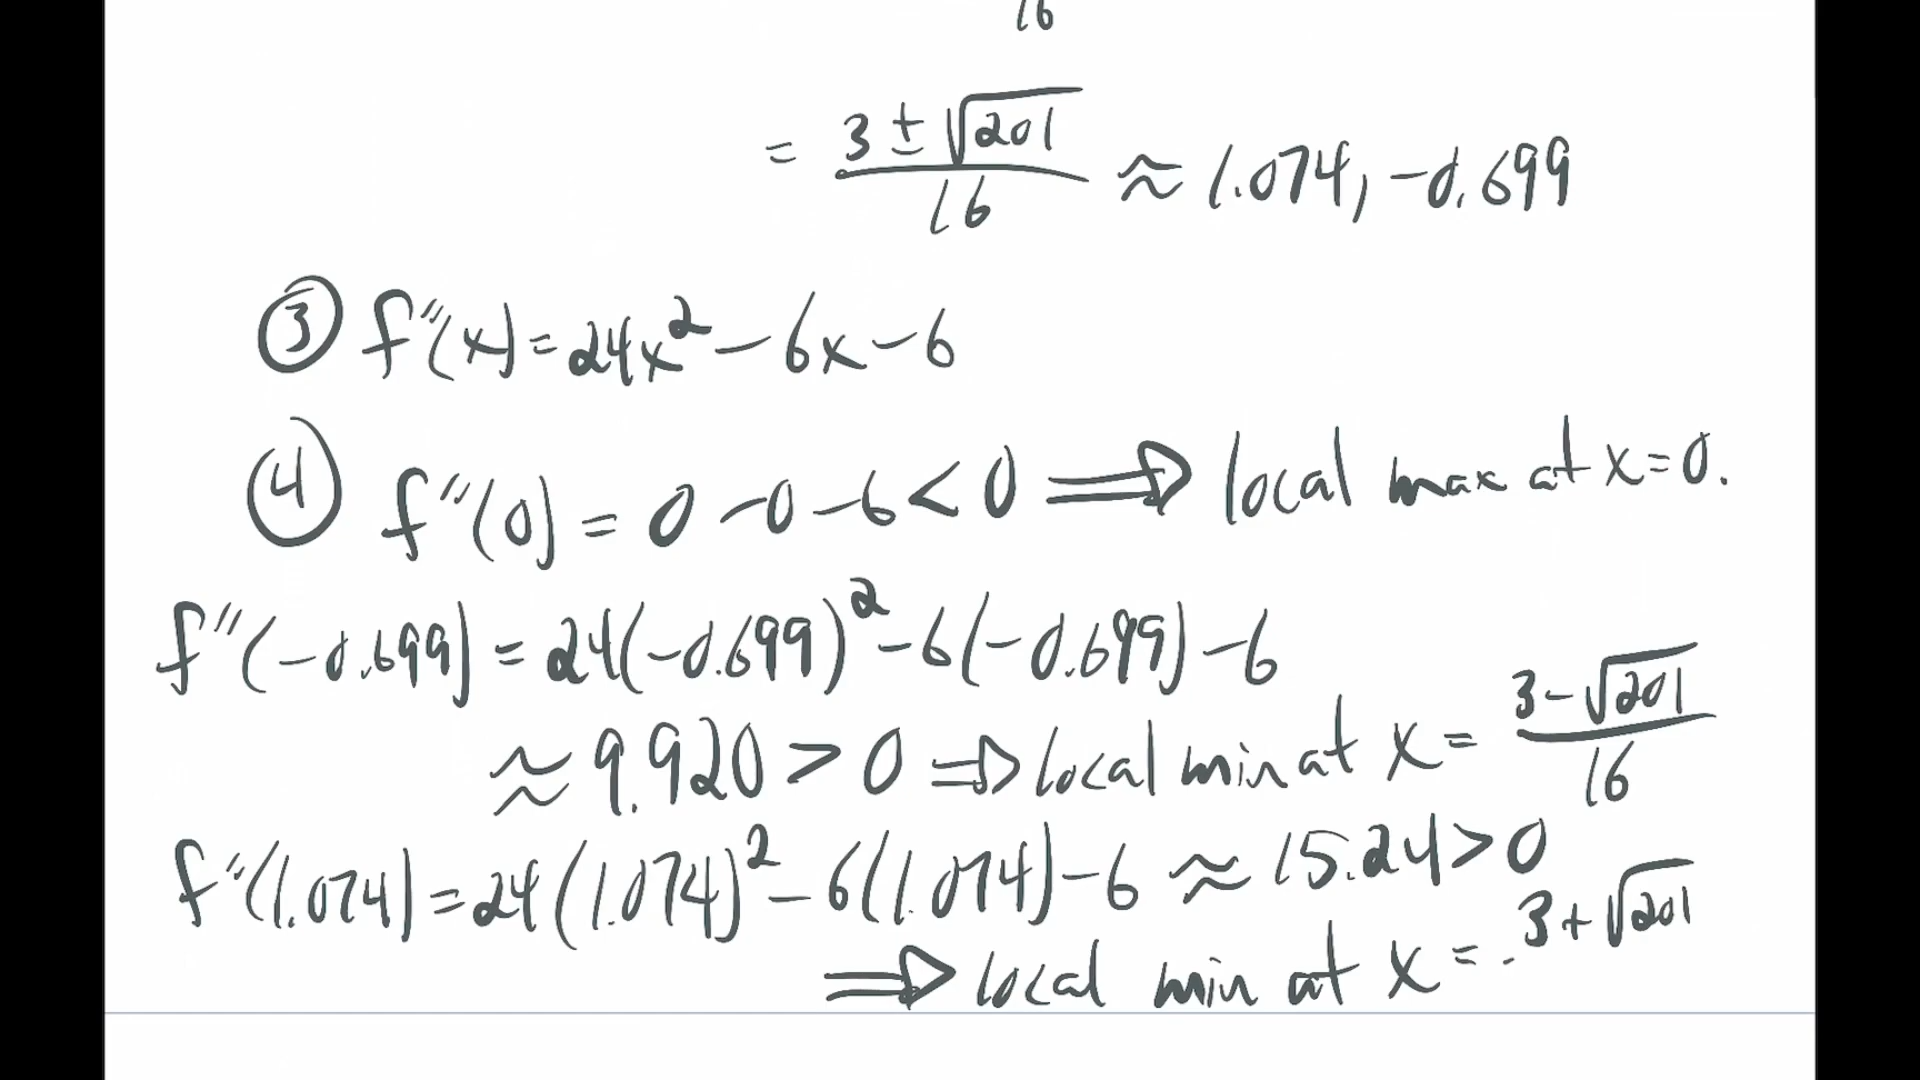 16
= (3 ± √201)/16 ≈ 1.074, -0.699
③ f''(x) = 24x² - 6x - 6
④ f''(0) = 0 - 0 - 6 < 0 ⟹ local max at x=0.
f''(-0.699) = 24(-0.699)² - 6(-0.699) - 6
≈ 9.920 > 0 ⟹ local min at x = (3 - √201)/16
f''(1.074) = 24(1.074)² - 6(1.074) - 6 ≈ 15.24 > 0
⟹ local min at x = 3 + √201